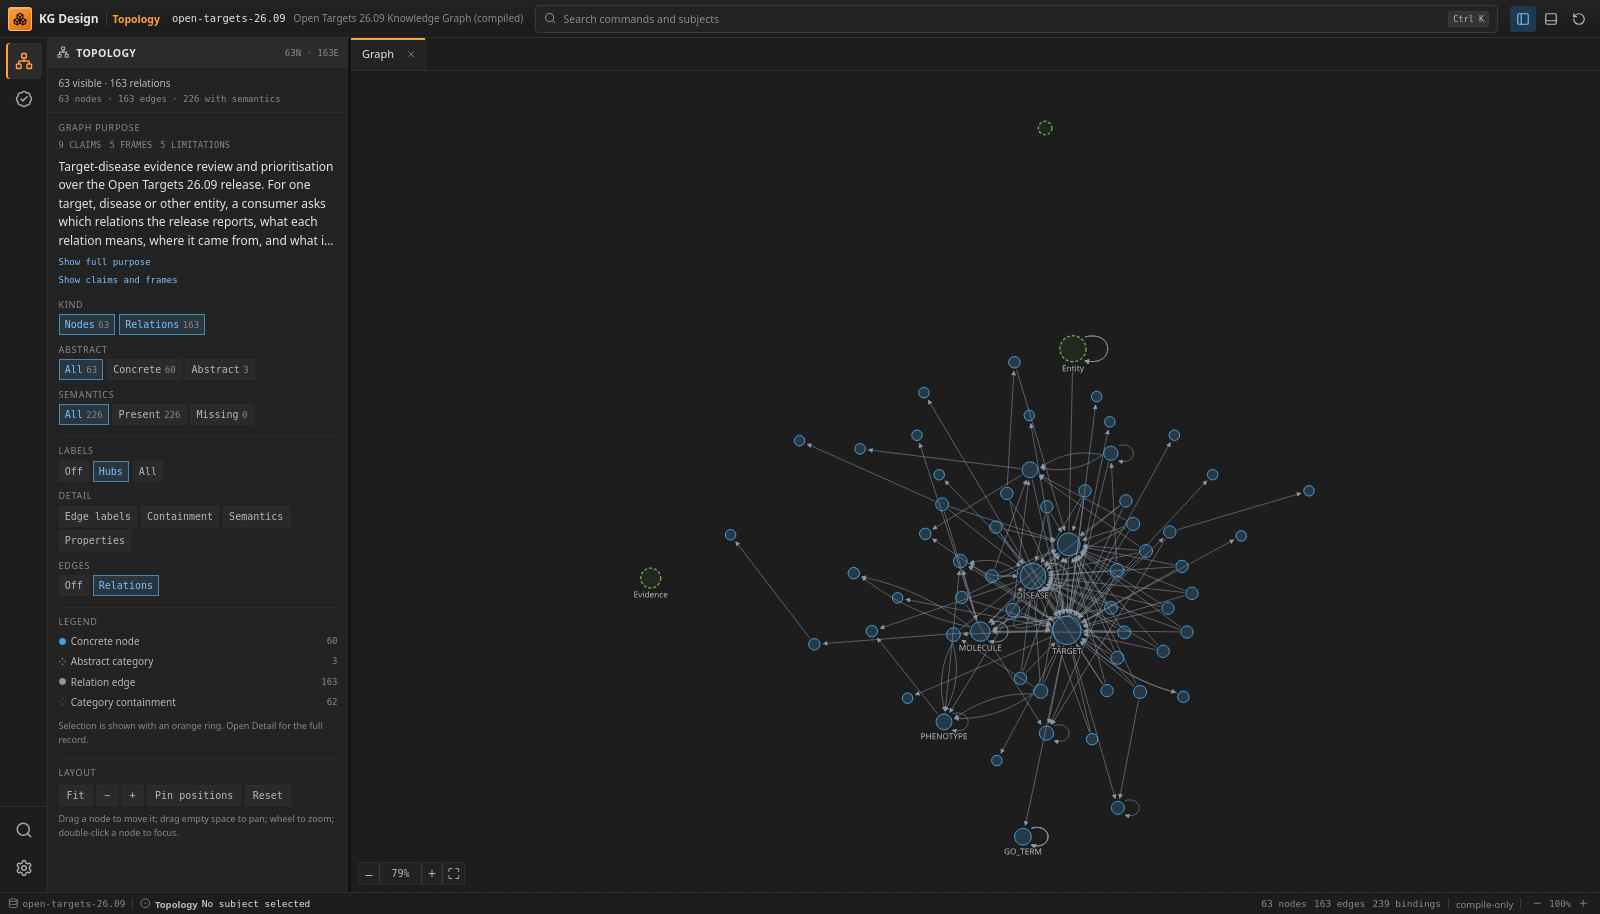 KG Design Topology open-targets-26.09 Open Targets 26.09 Knowledge Graph (compiled)
Search commands and subjects Ctrl K
TOPOLOGY 63N · 163E
63 visible · 163 relations
63 nodes · 163 edges · 226 with semantics
GRAPH PURPOSE
9 CLAIMS 5 FRAMES 5 LIMITATIONS
Target-disease evidence review and prioritisation
over the Open Targets 26.09 release. For one
target, disease or other entity, a consumer asks
which relations the release reports, what each
relation means, where it came from, and what i...
Show full purpose
Show claims and frames
KIND
Nodes 63 Relations 163
ABSTRACT
All 63 Concrete 60 Abstract 3
SEMANTICS
All 226 Present 226 Missing 0
LABELS
Off Hubs All
DETAIL
Edge labels Containment Semantics
Properties
EDGES
Off Relations
LEGEND
Concrete node 60
Abstract category 3
Relation edge 163
Category containment 62
Selection is shown with an orange ring. Open Detail for the full
record.
LAYOUT
Fit − + Pin positions Reset
Drag a node to move it; drag empty space to pan; wheel to zoom;
double-click a node to focus.
Graph ×
Entity
Evidence
DISEASE
MOLECULE
TARGET
PHENOTYPE
GO_TERM
– 79% +
open-targets-26.09 Topology No subject selected
63 nodes 163 edges 239 bindings compile-only − 100% +